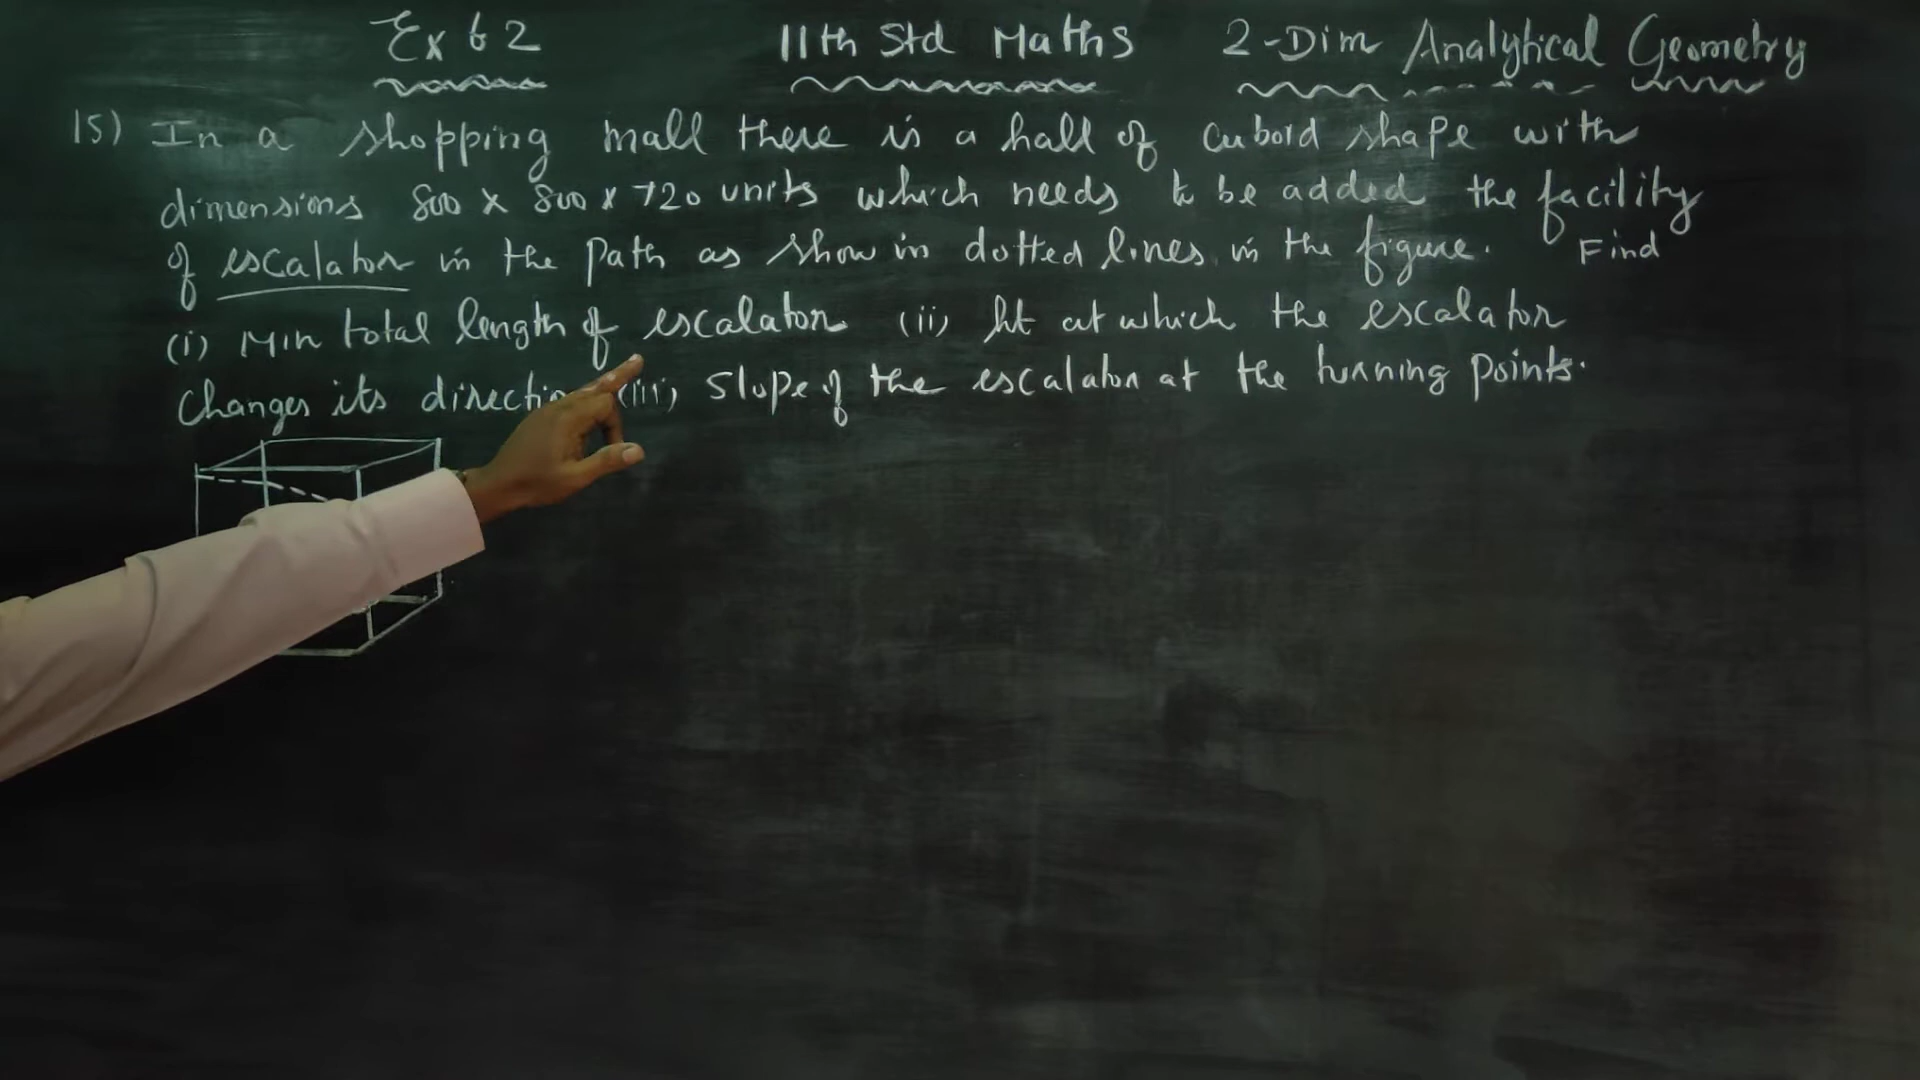 Ex 6 2 11th Std Maths 2-Dim Analytical Geometry
15) In a shopping mall there is a hall of cuboid shape with
dimensions 800 x 800 x 720 units which needs to be added the facility
of escalator in the path as show in dotted lines in the figure. Find
(i) Min total length of escalator (ii) ht at which the escalator
changes its directio (iii) slope of the escalator at the turning points.